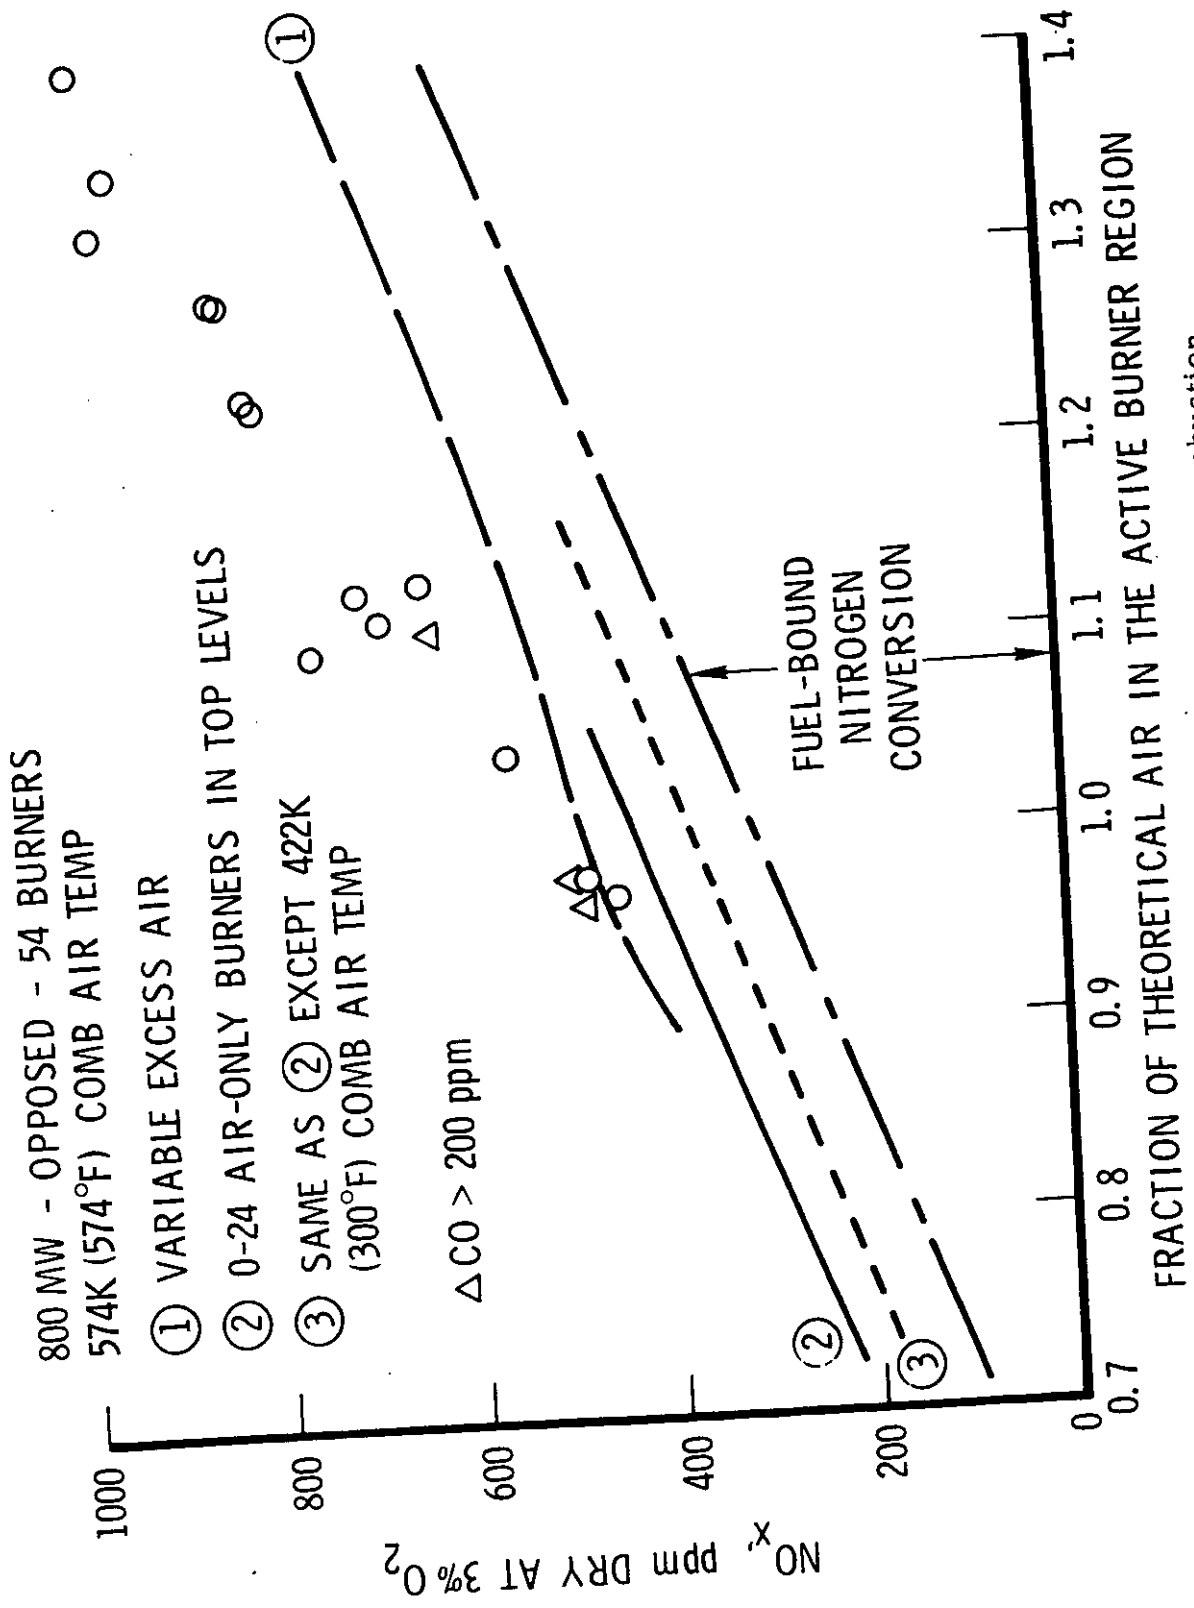 800 MW - OPPOSED - 54 BURNERS
574K (574°F) COMB AIR TEMP
① VARIABLE EXCESS AIR
② 0-24 AIR-ONLY BURNERS IN TOP LEVELS
③ SAME AS ② EXCEPT 422K
(300°F) COMB AIR TEMP
△ CO > 200 ppm
①
②
③
FUEL-BOUND
NITROGEN
CONVERSION
1000
800
600
400
200
0
NOx, ppm DRY AT 3% O2
0.7
0.8
0.9
1.0
1.1
1.2
1.3
1.4
FRACTION OF THEORETICAL AIR IN THE ACTIVE BURNER REGION